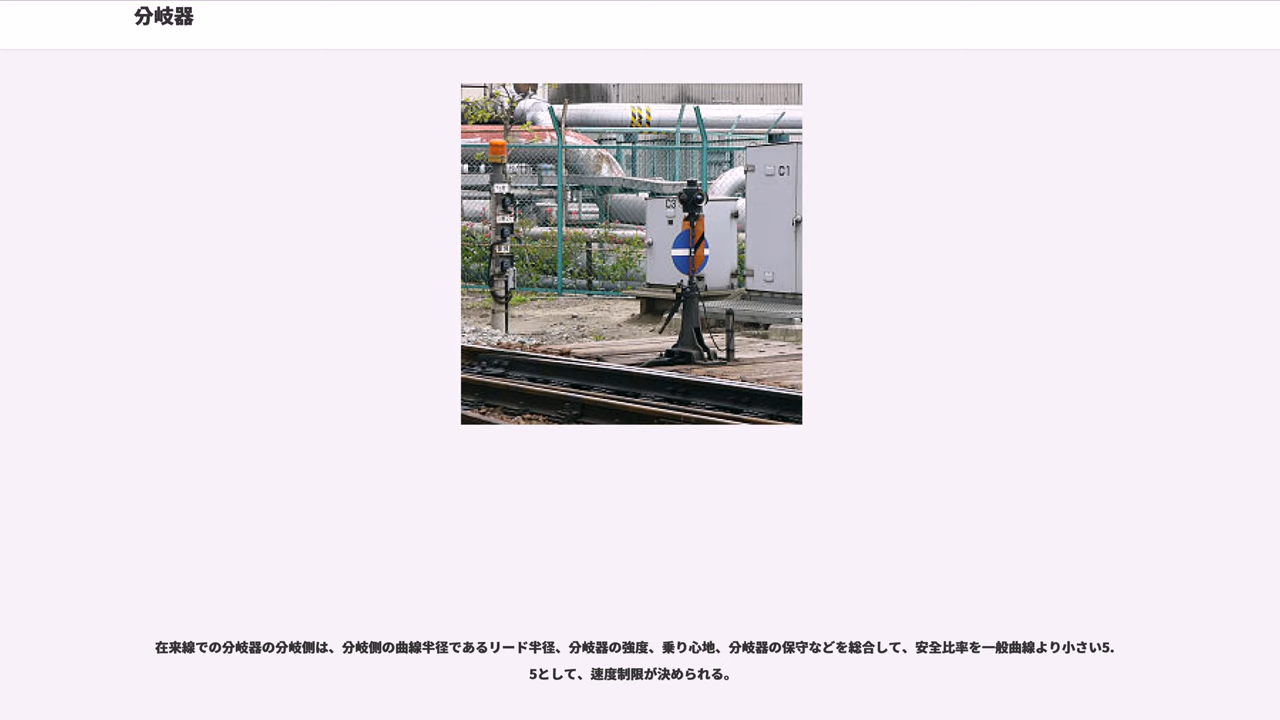 分岐器
C1
C3
在来線での分岐器の分岐側は、分岐側の曲線半径であるリード半径、分岐器の強度、乗り心地、分岐器の保守などを総合して、安全比率を一般曲線より小さい5.
5として、速度制限が決められる。